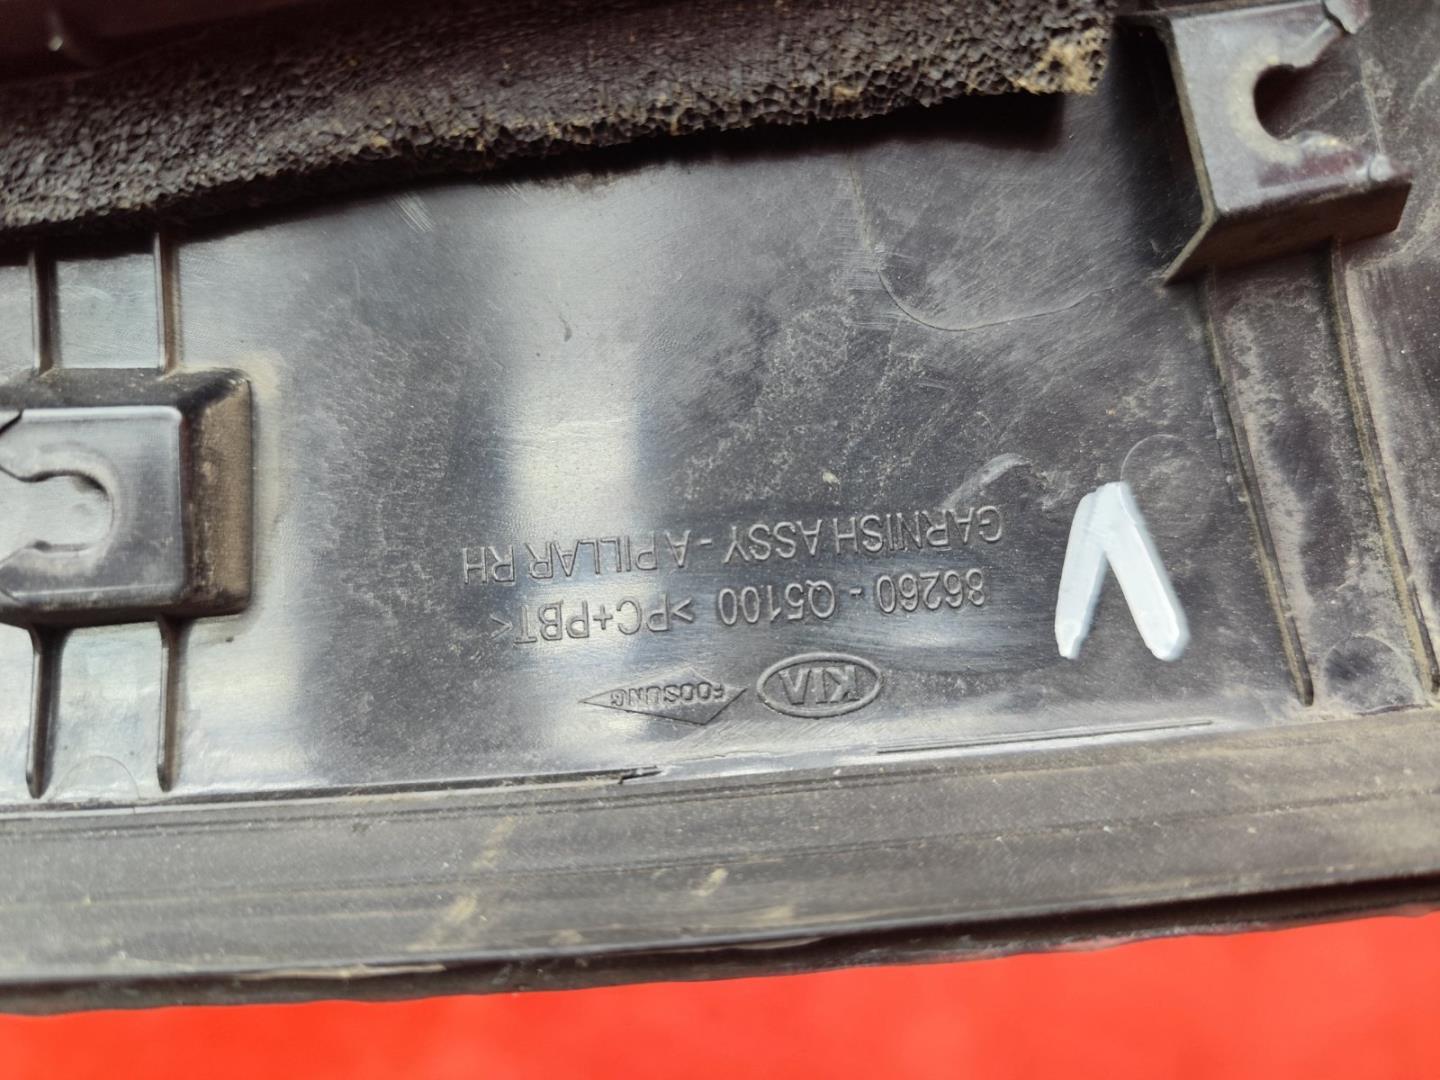 KIA FOOSUNG
86260 - Q5100 >PC+PBT<
GARNISH ASSY - A PILLAR RH
V